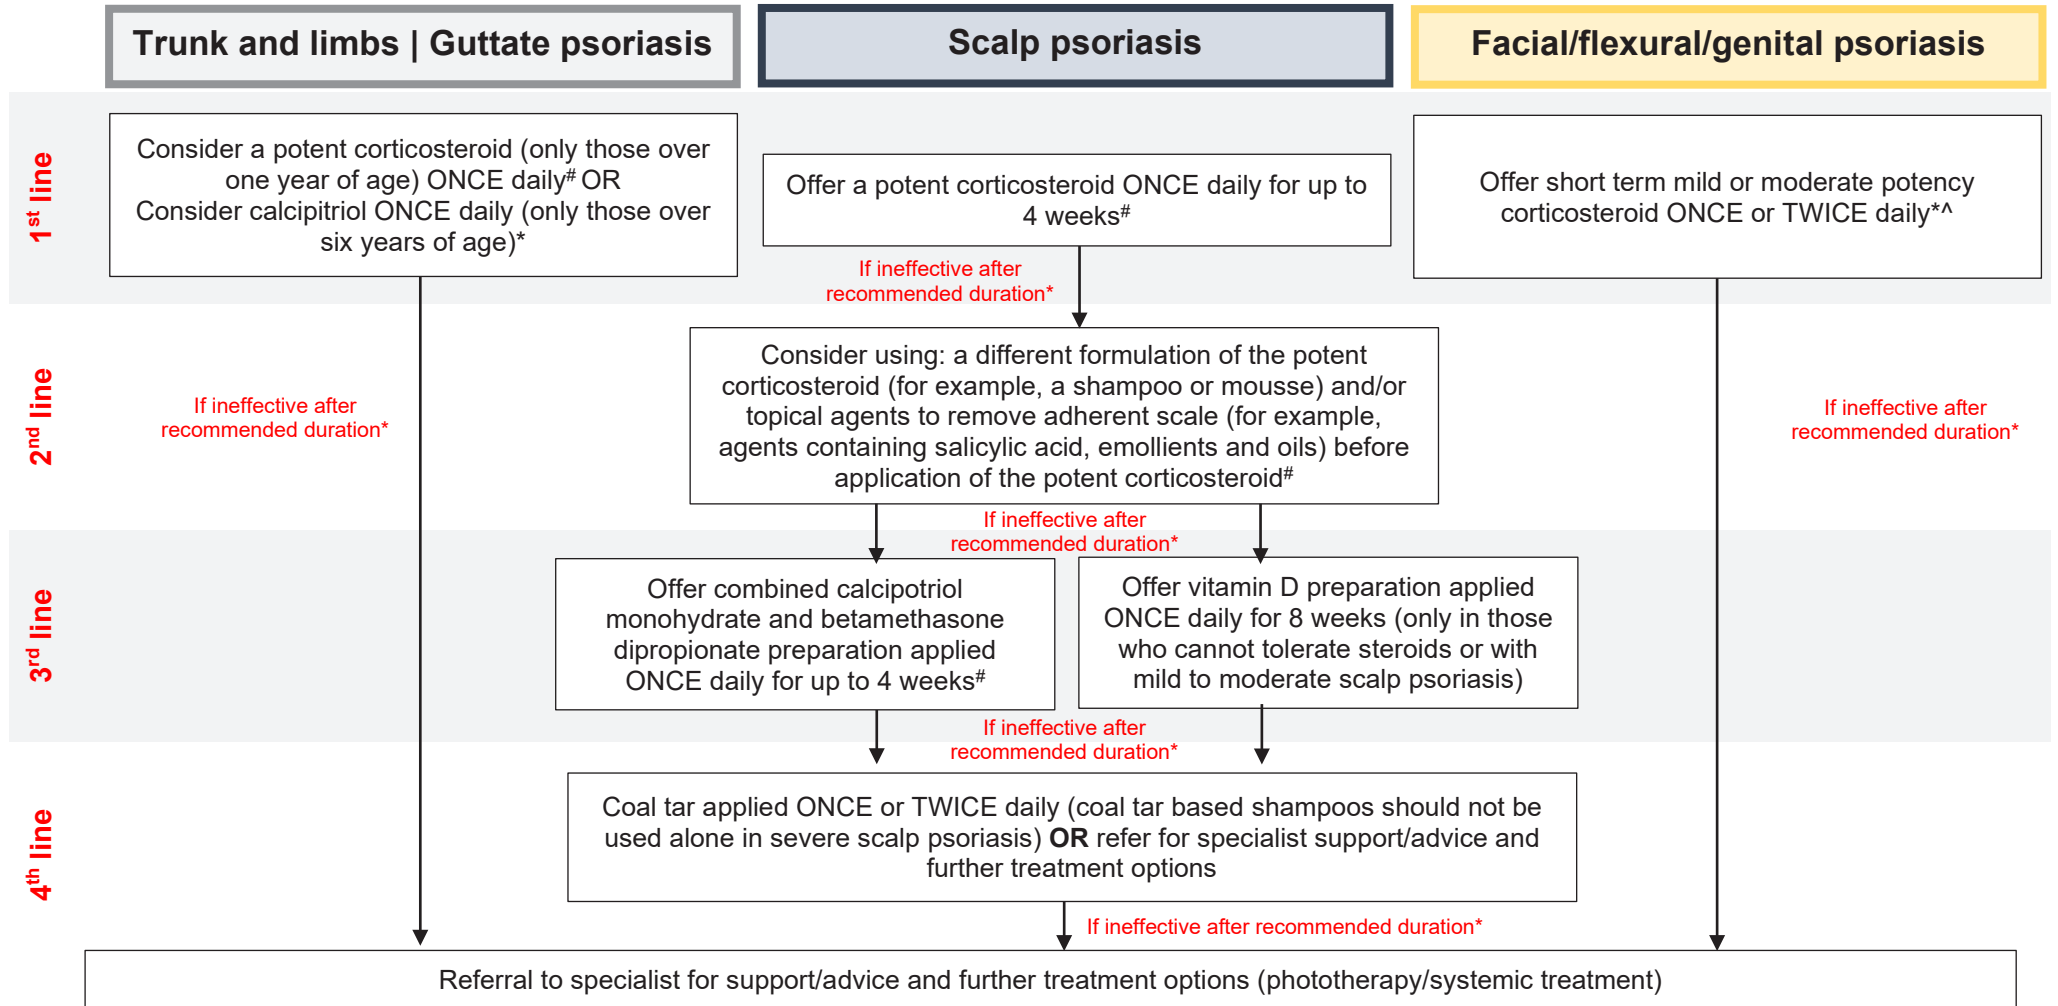 Trunk and limbs | Guttate psoriasis
Scalp psoriasis
Facial/flexural/genital psoriasis
1st line
Consider a potent corticosteroid (only those over
one year of age) ONCE daily# OR
Consider calcipitriol ONCE daily (only those over
six years of age)*
Offer a potent corticosteroid ONCE daily for up to
4 weeks#
Offer short term mild or moderate potency
corticosteroid ONCE or TWICE daily*^
If ineffective after
recommended duration*
2nd line
If ineffective after
recommended duration*
Consider using: a different formulation of the potent
corticosteroid (for example, a shampoo or mousse) and/or
topical agents to remove adherent scale (for example,
agents containing salicylic acid, emollients and oils) before
application of the potent corticosteroid#
If ineffective after
recommended duration*
If ineffective after
recommended duration*
3rd line
Offer combined calcipotriol
monohydrate and betamethasone
dipropionate preparation applied
ONCE daily for up to 4 weeks#
Offer vitamin D preparation applied
ONCE daily for 8 weeks (only in those
who cannot tolerate steroids or with
mild to moderate scalp psoriasis)
If ineffective after
recommended duration*
4th line
Coal tar applied ONCE or TWICE daily (coal tar based shampoos should not be
used alone in severe scalp psoriasis) OR refer for specialist support/advice and
further treatment options
If ineffective after recommended duration*
Referral to specialist for support/advice and further treatment options (phototherapy/systemic treatment)